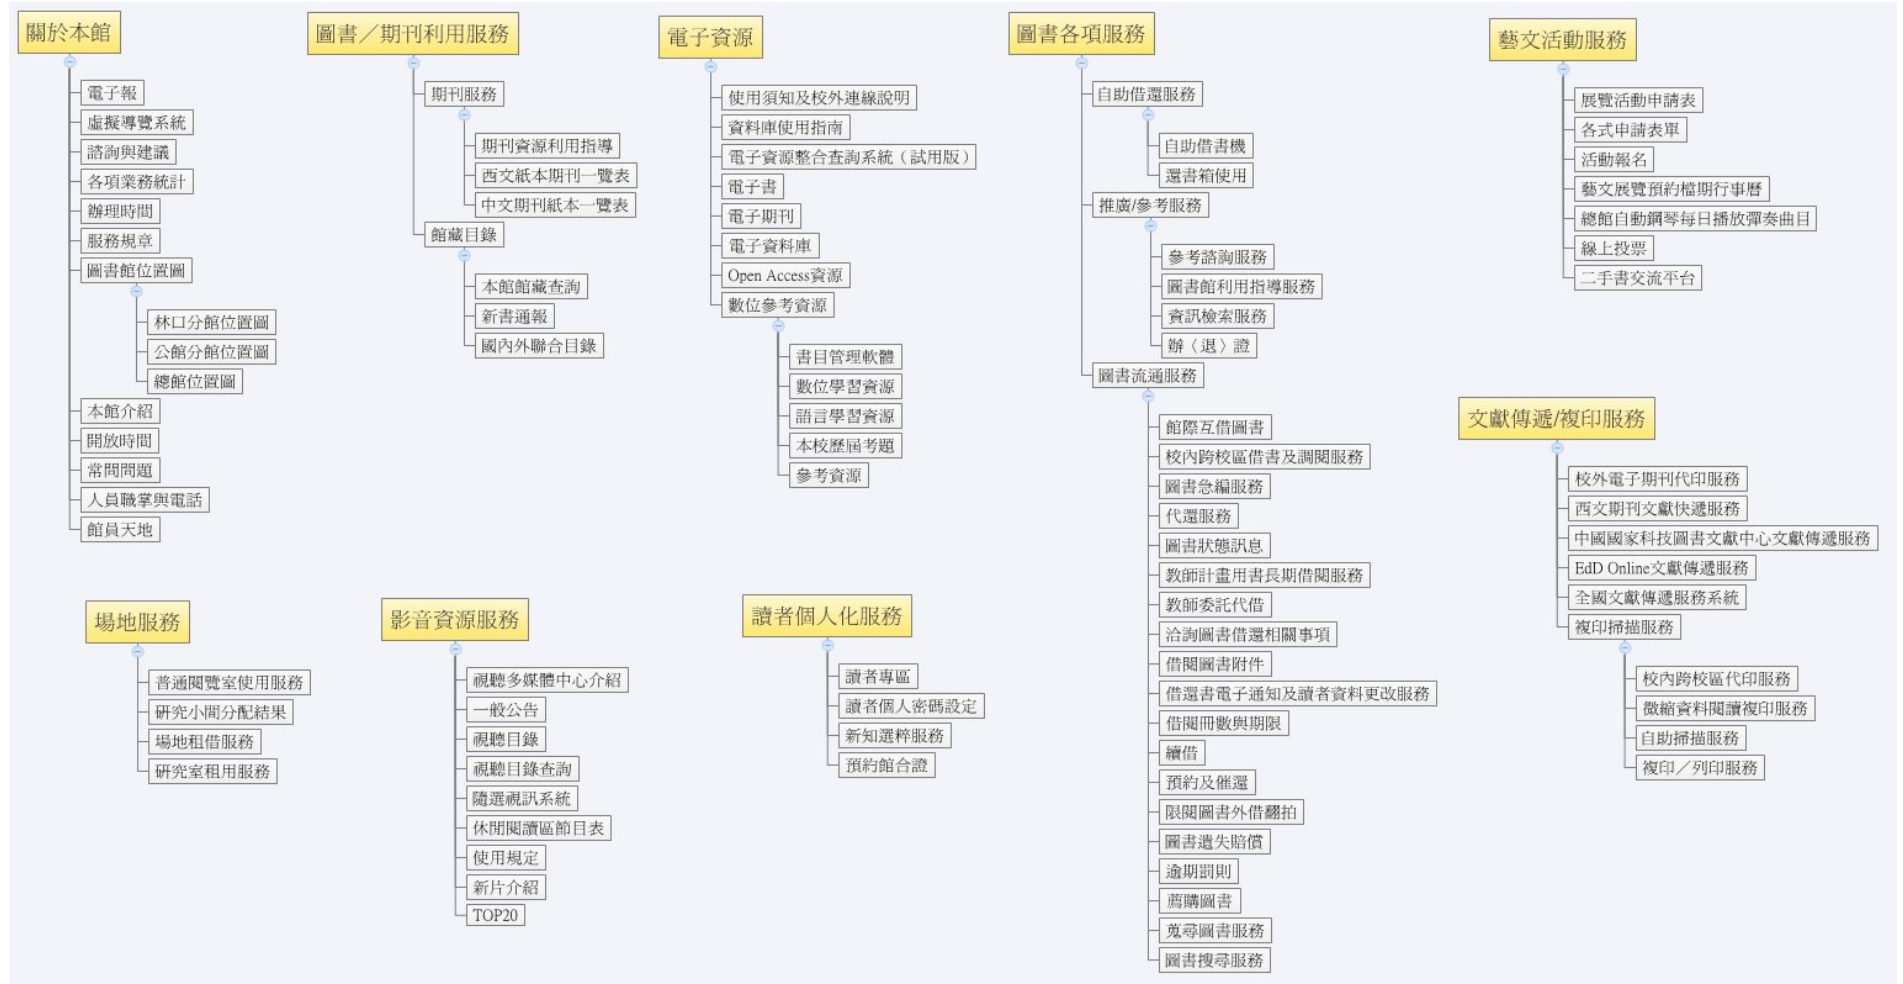 關於本館
電子報
虛擬導覽系統
諮詢與建議
各項業務統計
辦理時間
服務規章
圖書館位置圖
林口分館位置圖
公館分館位置圖
總館位置圖
本館介紹
開放時間
常問問題
人員職掌與電話
館員天地
圖書／期刊利用服務
期刊服務
期刊資源利用指導
西文紙本期刊一覽表
中文期刊紙本一覽表
館藏目錄
本館館藏查詢
新書通報
國內外聯合目錄
電子資源
使用須知及校外連線說明
資料庫使用指南
電子資源整合查詢系統（試用版）
電子書
電子期刊
電子資料庫
Open Access資源
數位參考資源
書目管理軟體
數位學習資源
語言學習資源
本校歷屆考題
參考資源
圖書各項服務
自助借還服務
自助借書機
還書箱使用
推廣/參考服務
參考諮詢服務
圖書館利用指導服務
資訊檢索服務
辦〈退〉證
圖書流通服務
館際互借圖書
校內跨校區借書及調閱服務
圖書急編服務
代還服務
圖書狀態訊息
教師計畫用書長期借閱服務
教師委託代借
洽詢圖書借還相關事項
借閱圖書附件
借還書電子通知及讀者資料更改服務
借閱冊數與期限
續借
預約及催還
限閱圖書外借翻拍
圖書遺失賠償
逾期罰則
薦購圖書
蒐尋圖書服務
圖書搜尋服務
藝文活動服務
展覽活動申請表
各式申請表單
活動報名
藝文展覽預約檔期行事曆
總館自動鋼琴每日播放彈奏曲目
線上投票
二手書交流平台
文獻傳遞/複印服務
校外電子期刊代印服務
西文期刊文獻快遞服務
中國國家科技圖書文獻中心文獻傳遞服務
EdD Online文獻傳遞服務
全國文獻傳遞服務系統
複印掃描服務
校內跨校區代印服務
微縮資料閱讀複印服務
自助掃描服務
複印／列印服務
場地服務
普通閱覽室使用服務
研究小間分配結果
場地租借服務
研究室租用服務
影音資源服務
視聽多媒體中心介紹
一般公告
視聽目錄
視聽目錄查詢
隨選視訊系統
休閒閱讀區節目表
使用規定
新片介紹
TOP20
讀者個人化服務
讀者專區
讀者個人密碼設定
新知選粹服務
預約館合證